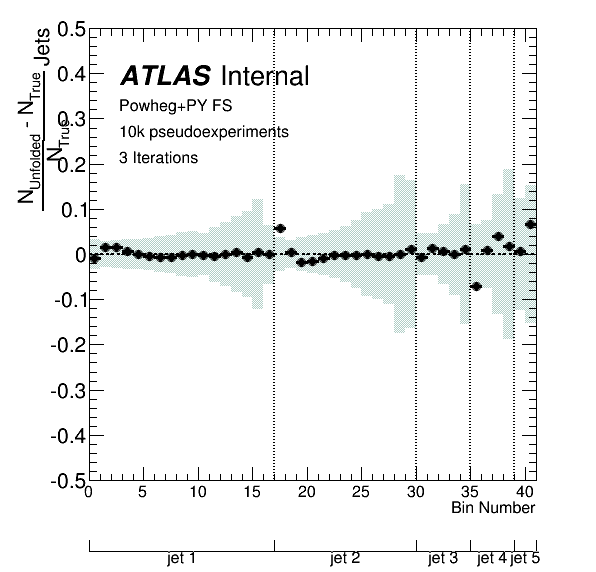 0.5
0.4
0.3
0.2
0.1
0
-0.1
-0.2
-0.3
-0.4
-0.5
N_Unfolded - N_True
N_True
Jets
ATLAS Internal
Powheg+PY FS
10k pseudoexperiments
3 Iterations
0 5 10 15 20 25 30 35 40
Bin Number
jet 1 jet 2 jet 3 jet 4 jet 5